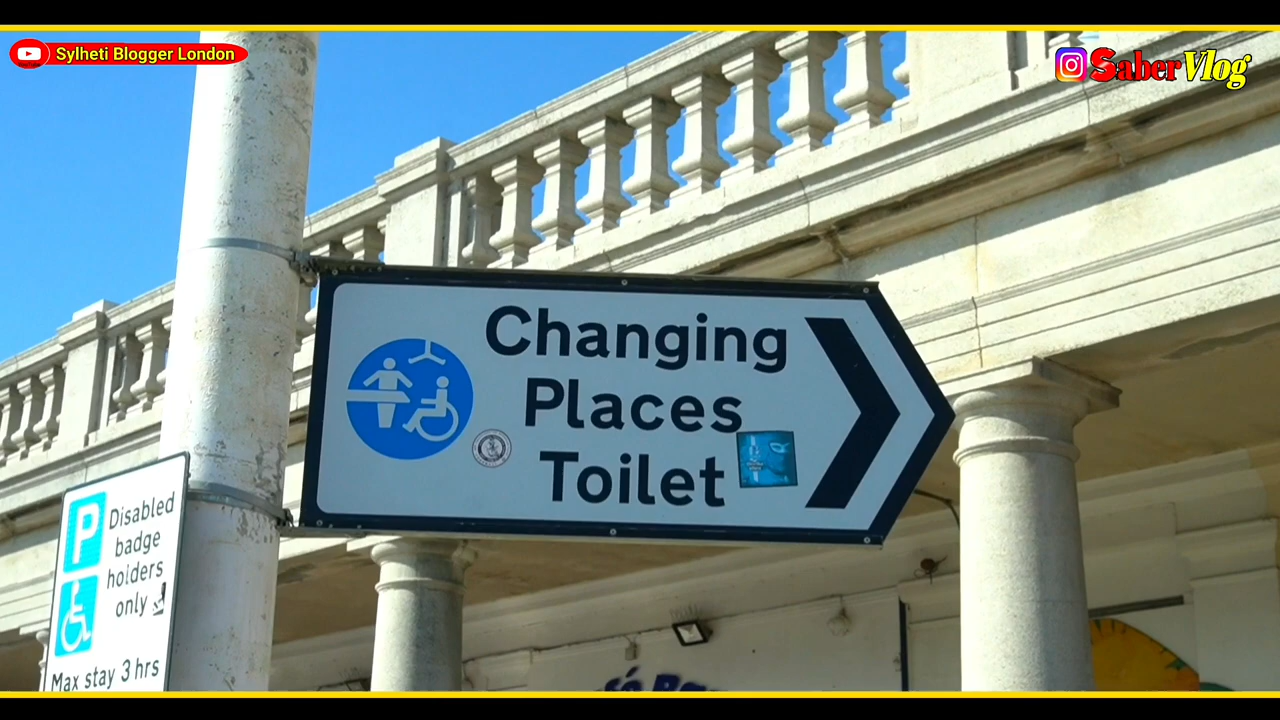 Sylheti Blogger London
SaberVlog
Changing
Places
Toilet
P Disabled
badge
holders
only
Max stay 3 hrs